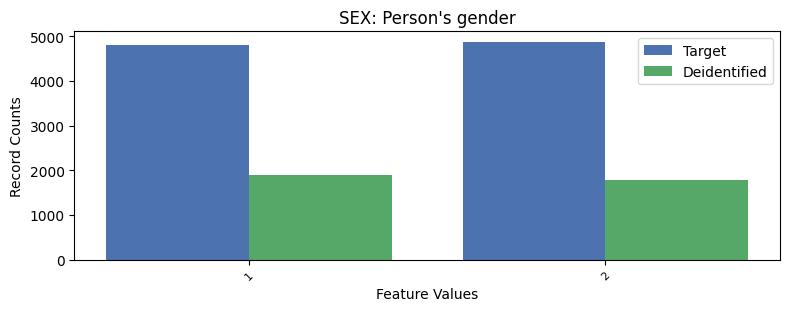 SEX: Person's gender
Target
Deidentified
Record Counts
5000
4000
3000
2000
1000
0
1
2
Feature Values